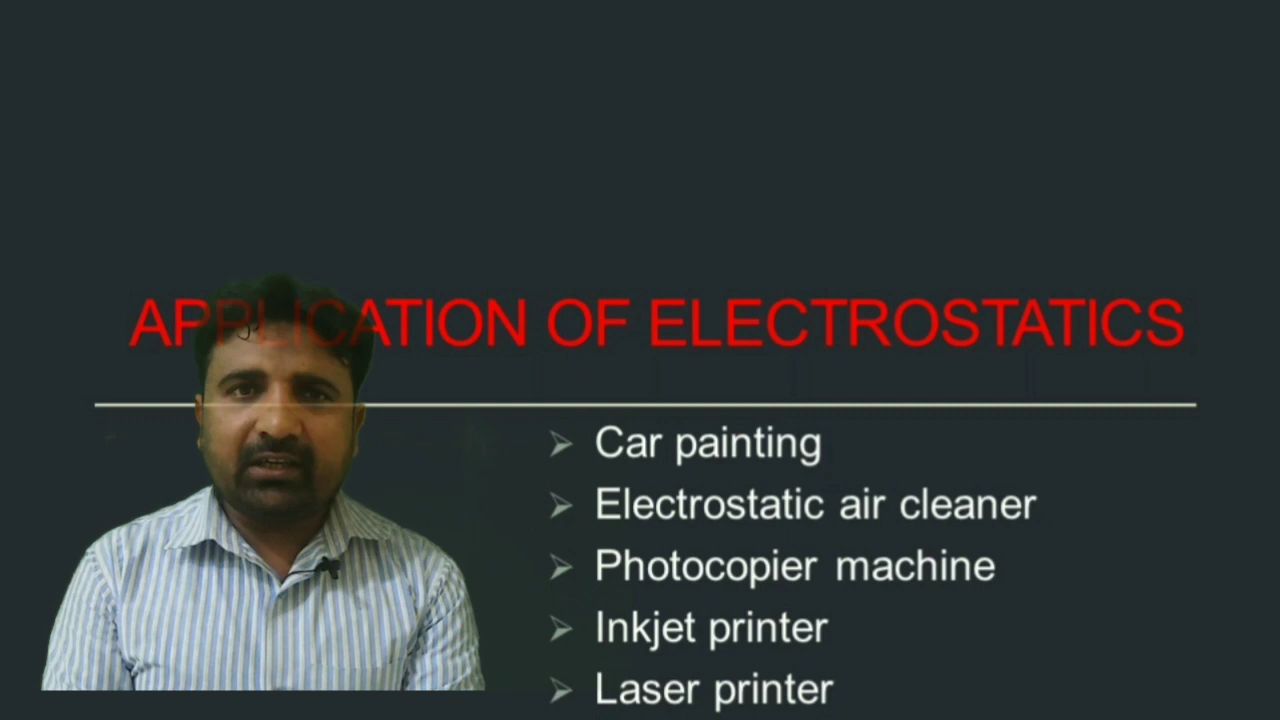 APPLICATION OF ELECTROSTATICS
Car painting
Electrostatic air cleaner
Photocopier machine
Inkjet printer
Laser printer